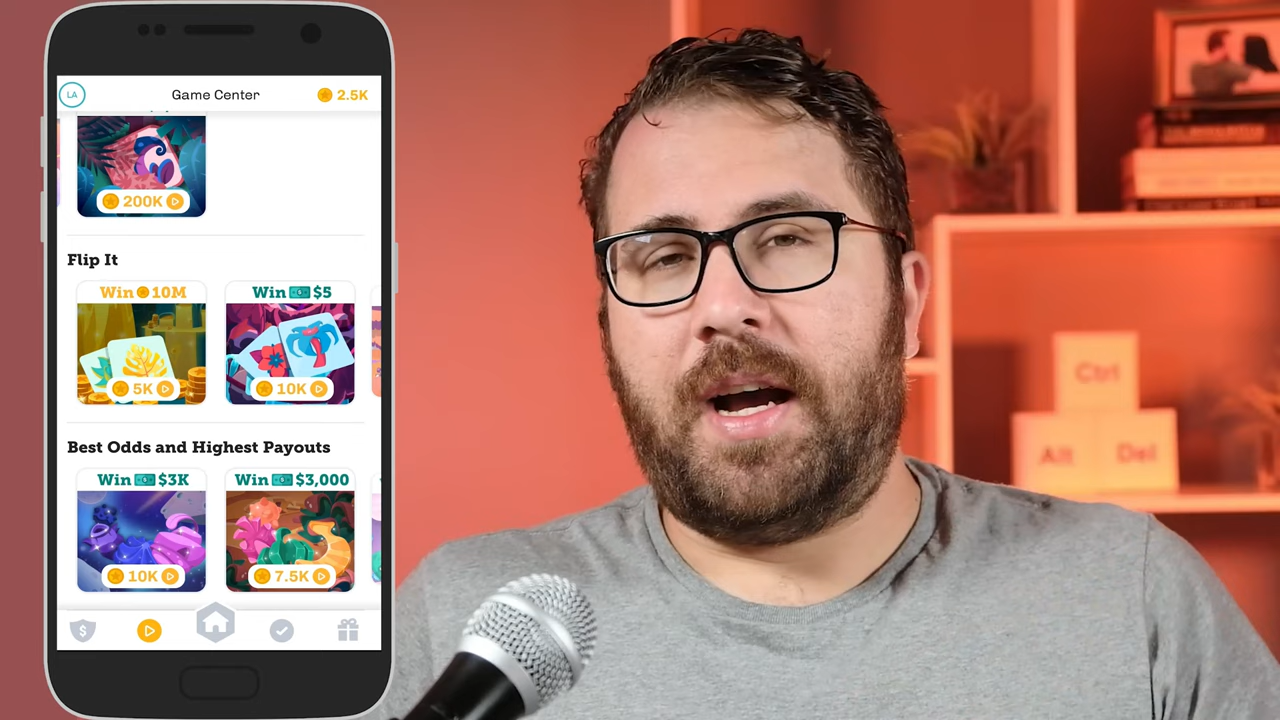 LA
Game Center
2.5K
200K
Flip It
Win 10M
Win $5
5K
10K
Best Odds and Highest Payouts
Win $3K
Win $3,000
10K
7.5K
$
Ctrl
Alt
Del